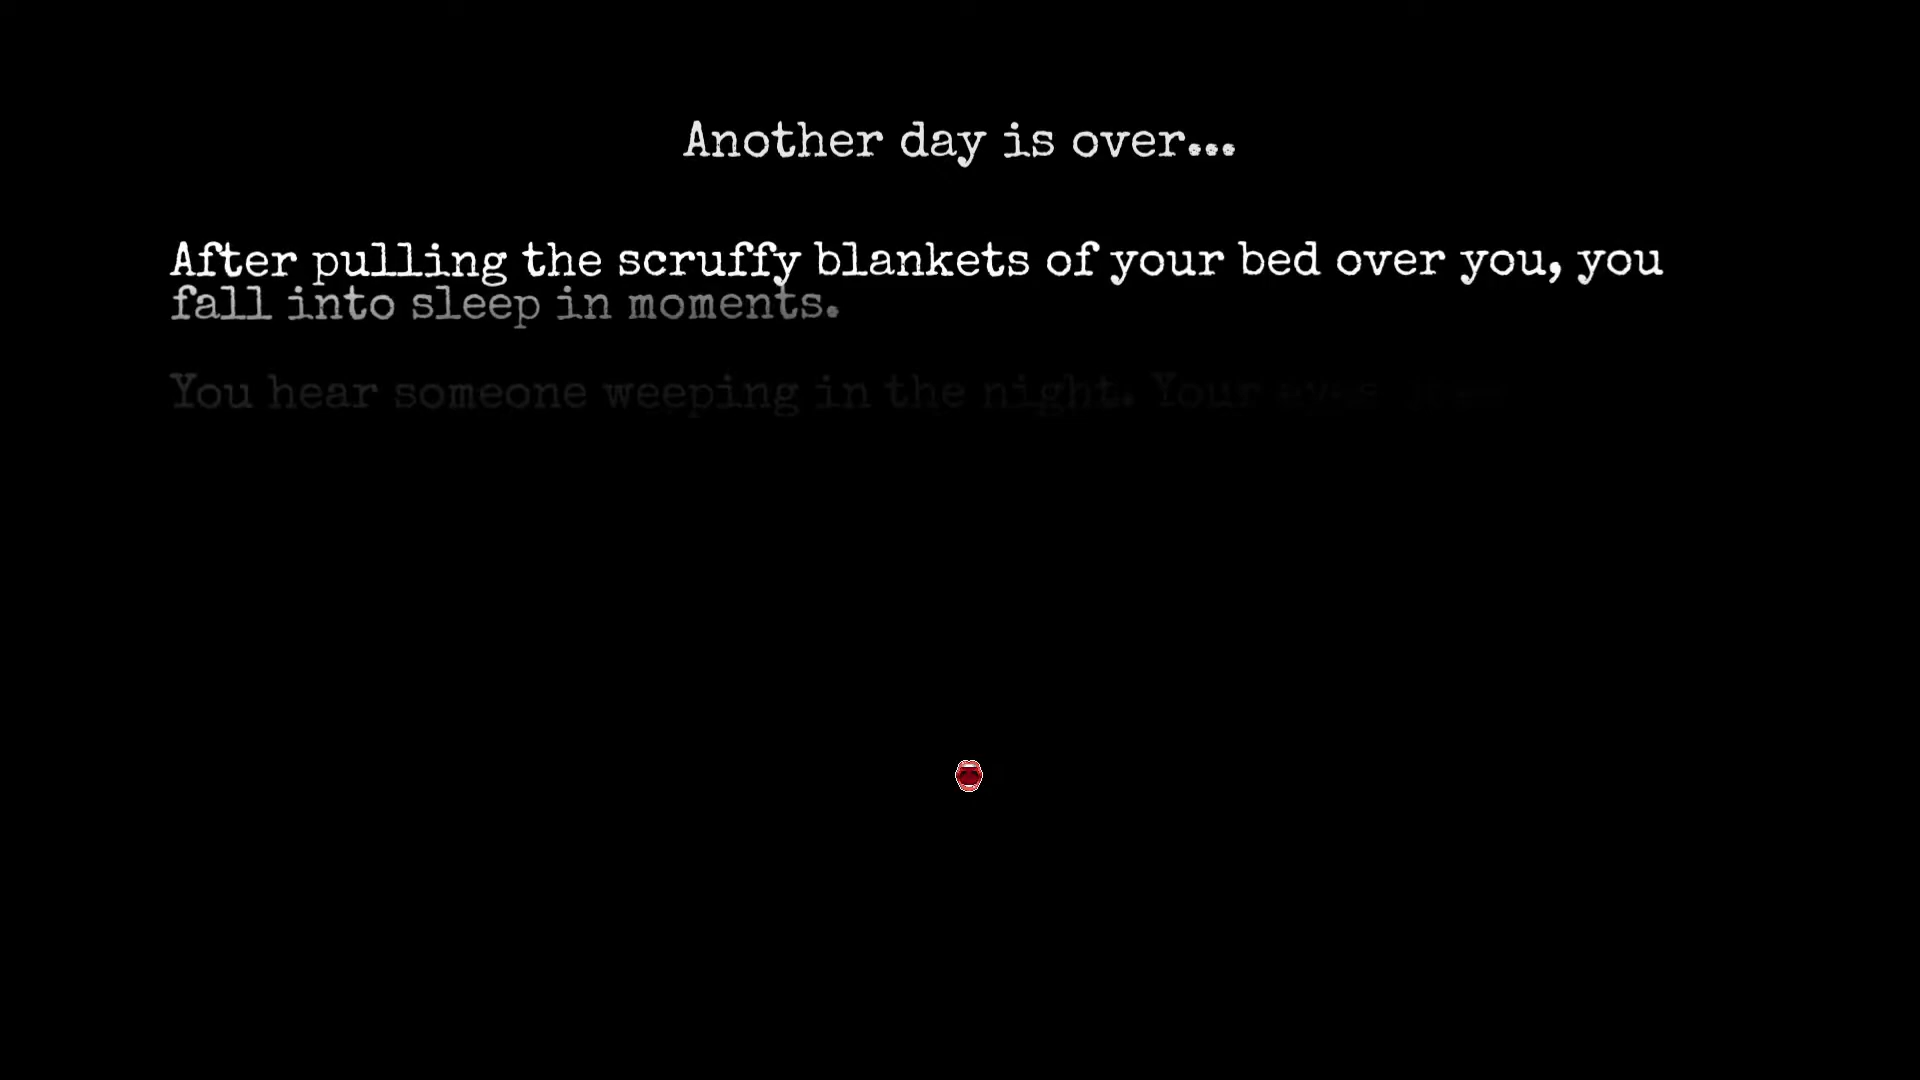 Another day is over...
After pulling the scruffy blankets of your bed over you, you
fall into sleep in moments.
You hear someone weeping in the night. Your eyes